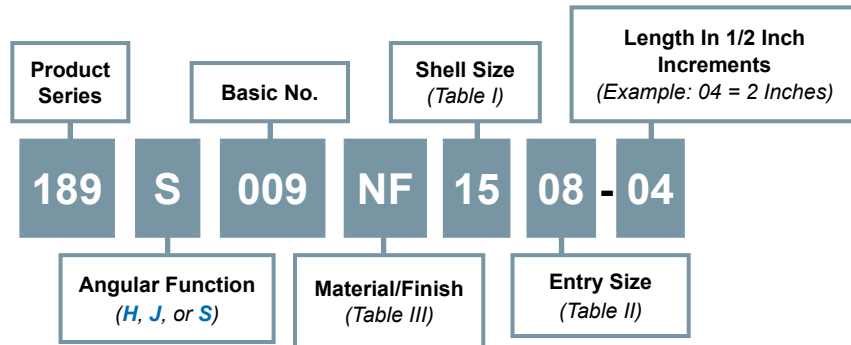 Product
Series
Basic No.
Shell Size
(Table I)
Length In 1/2 Inch
Increments
(Example: 04 = 2 Inches)
189 S 009 NF 15 08 - 04
Angular Function
(H, J, or S)
Material/Finish
(Table III)
Entry Size
(Table II)